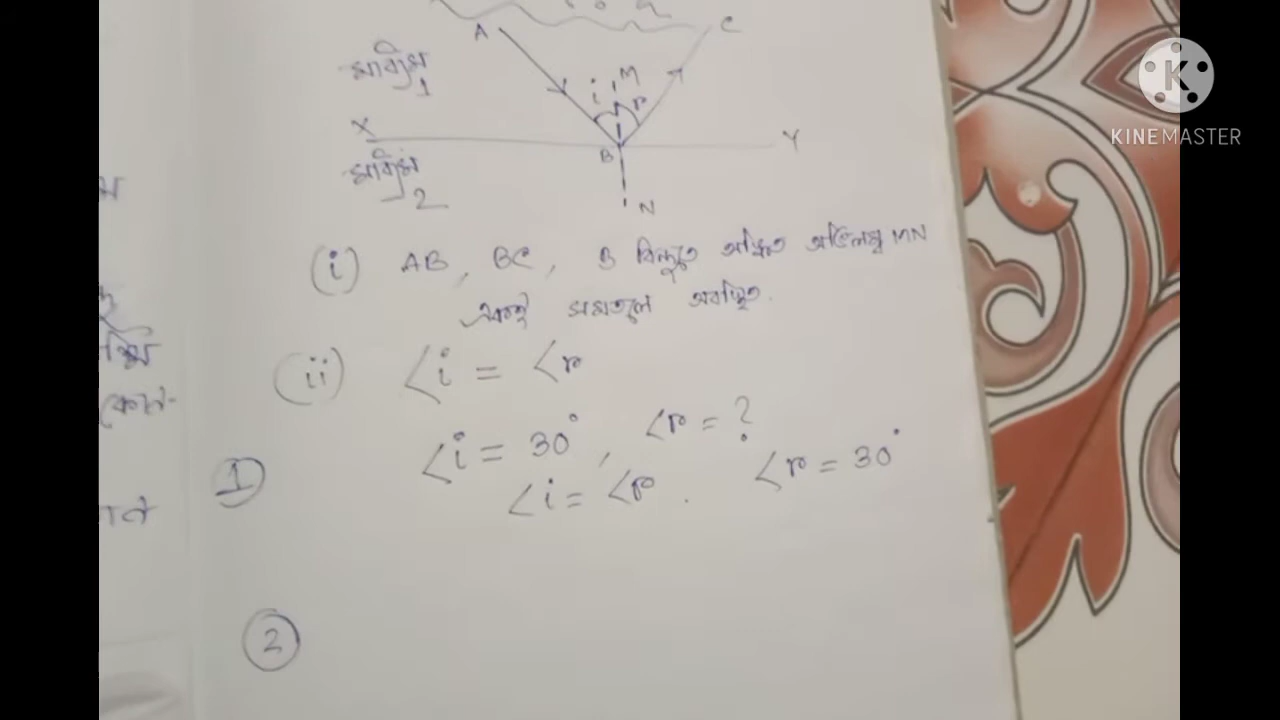 A C
মাধ্যম 1
i M r
X Y
B
মাধ্যম 2
N
(i) AB, BC, B বিন্দুতে অঙ্কিত অভিলম্ব MN
একই সমতলে অবস্থিত.
(ii) <i = <r
① <i = 30°, <r = ?
<i = <r. <r = 30°
②
K
KINEMASTER